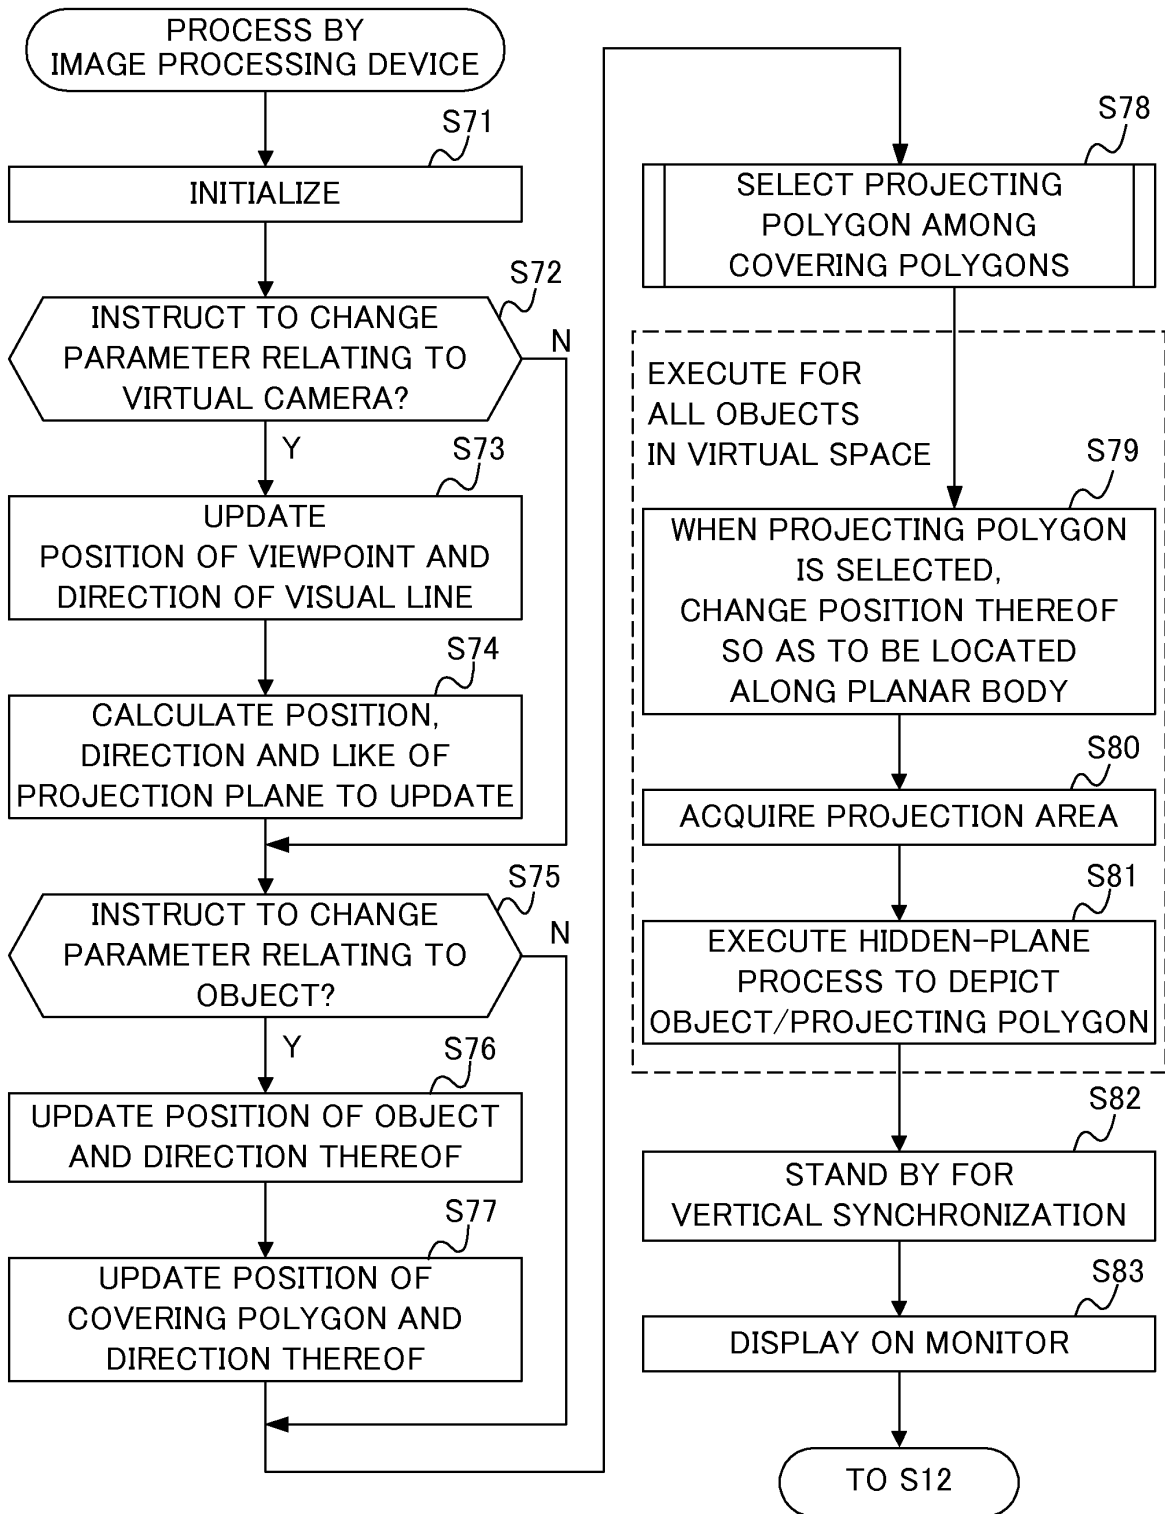 PROCESS BY
IMAGE PROCESSING DEVICE
S71
INITIALIZE
S72
INSTRUCT TO CHANGE
PARAMETER RELATING TO
VIRTUAL CAMERA?
N
Y
S73
UPDATE
POSITION OF VIEWPOINT AND
DIRECTION OF VISUAL LINE
S74
CALCULATE POSITION,
DIRECTION AND LIKE OF
PROJECTION PLANE TO UPDATE
S75
INSTRUCT TO CHANGE
PARAMETER RELATING TO
OBJECT?
N
Y
S76
UPDATE POSITION OF OBJECT
AND DIRECTION THEREOF
S77
UPDATE POSITION OF
COVERING POLYGON AND
DIRECTION THEREOF
S78
SELECT PROJECTING
POLYGON AMONG
COVERING POLYGONS
EXECUTE FOR
ALL OBJECTS
IN VIRTUAL SPACE
S79
WHEN PROJECTING POLYGON
IS SELECTED,
CHANGE POSITION THEREOF
SO AS TO BE LOCATED
ALONG PLANAR BODY
S80
ACQUIRE PROJECTION AREA
S81
EXECUTE HIDDEN-PLANE
PROCESS TO DEPICT
OBJECT/PROJECTING POLYGON
S82
STAND BY FOR
VERTICAL SYNCHRONIZATION
S83
DISPLAY ON MONITOR
TO S12